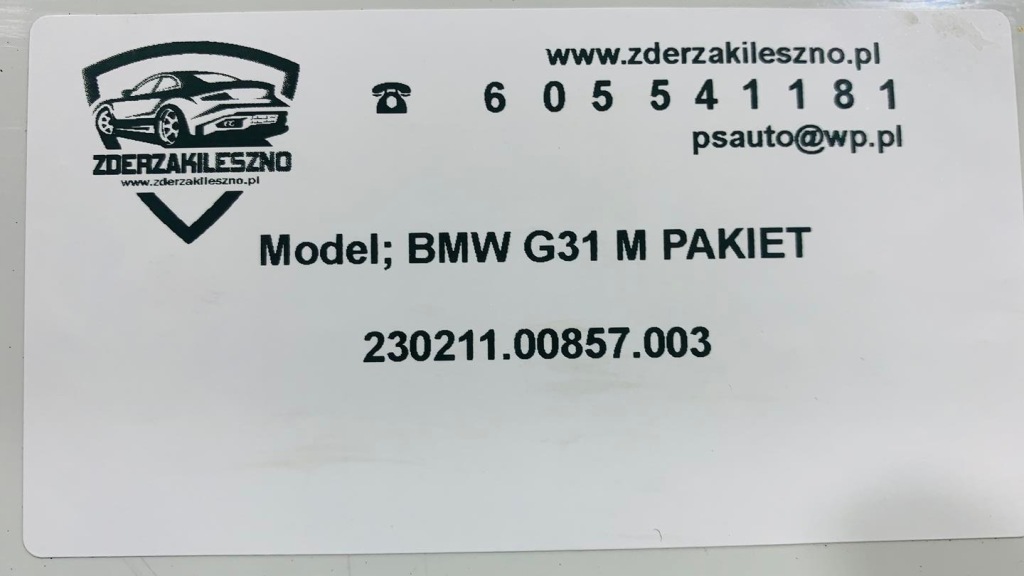 www.zderzakileszno.pl
☎ 6 0 5 5 4 1 1 8 1
psauto@wp.pl
ZDERZAKILESZNO
www.zderzakileszno.pl
Model; BMW G31 M PAKIET
230211.00857.003